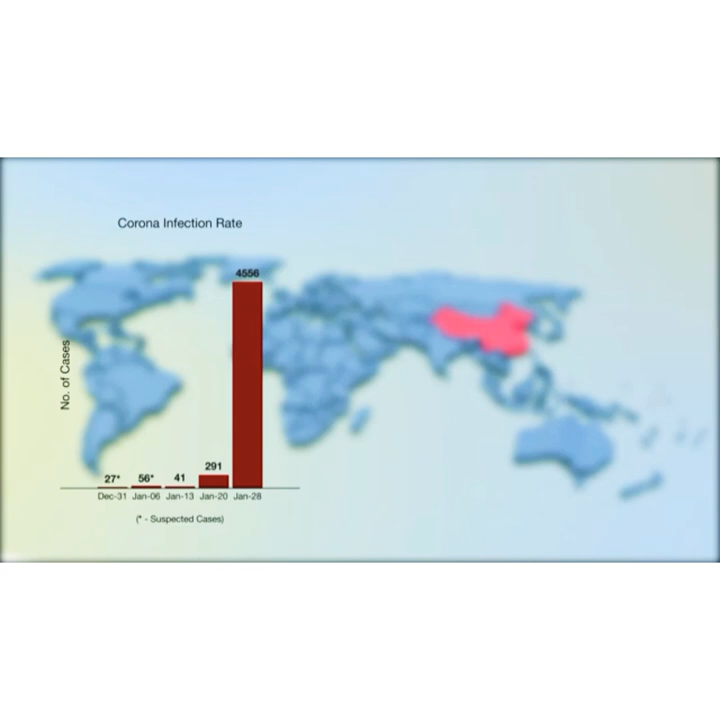 Corona Infection Rate
No. of Cases
4556
291
27* 56* 41
Dec-31 Jan-06 Jan-13 Jan-20 Jan-28
(* - Suspected Cases)